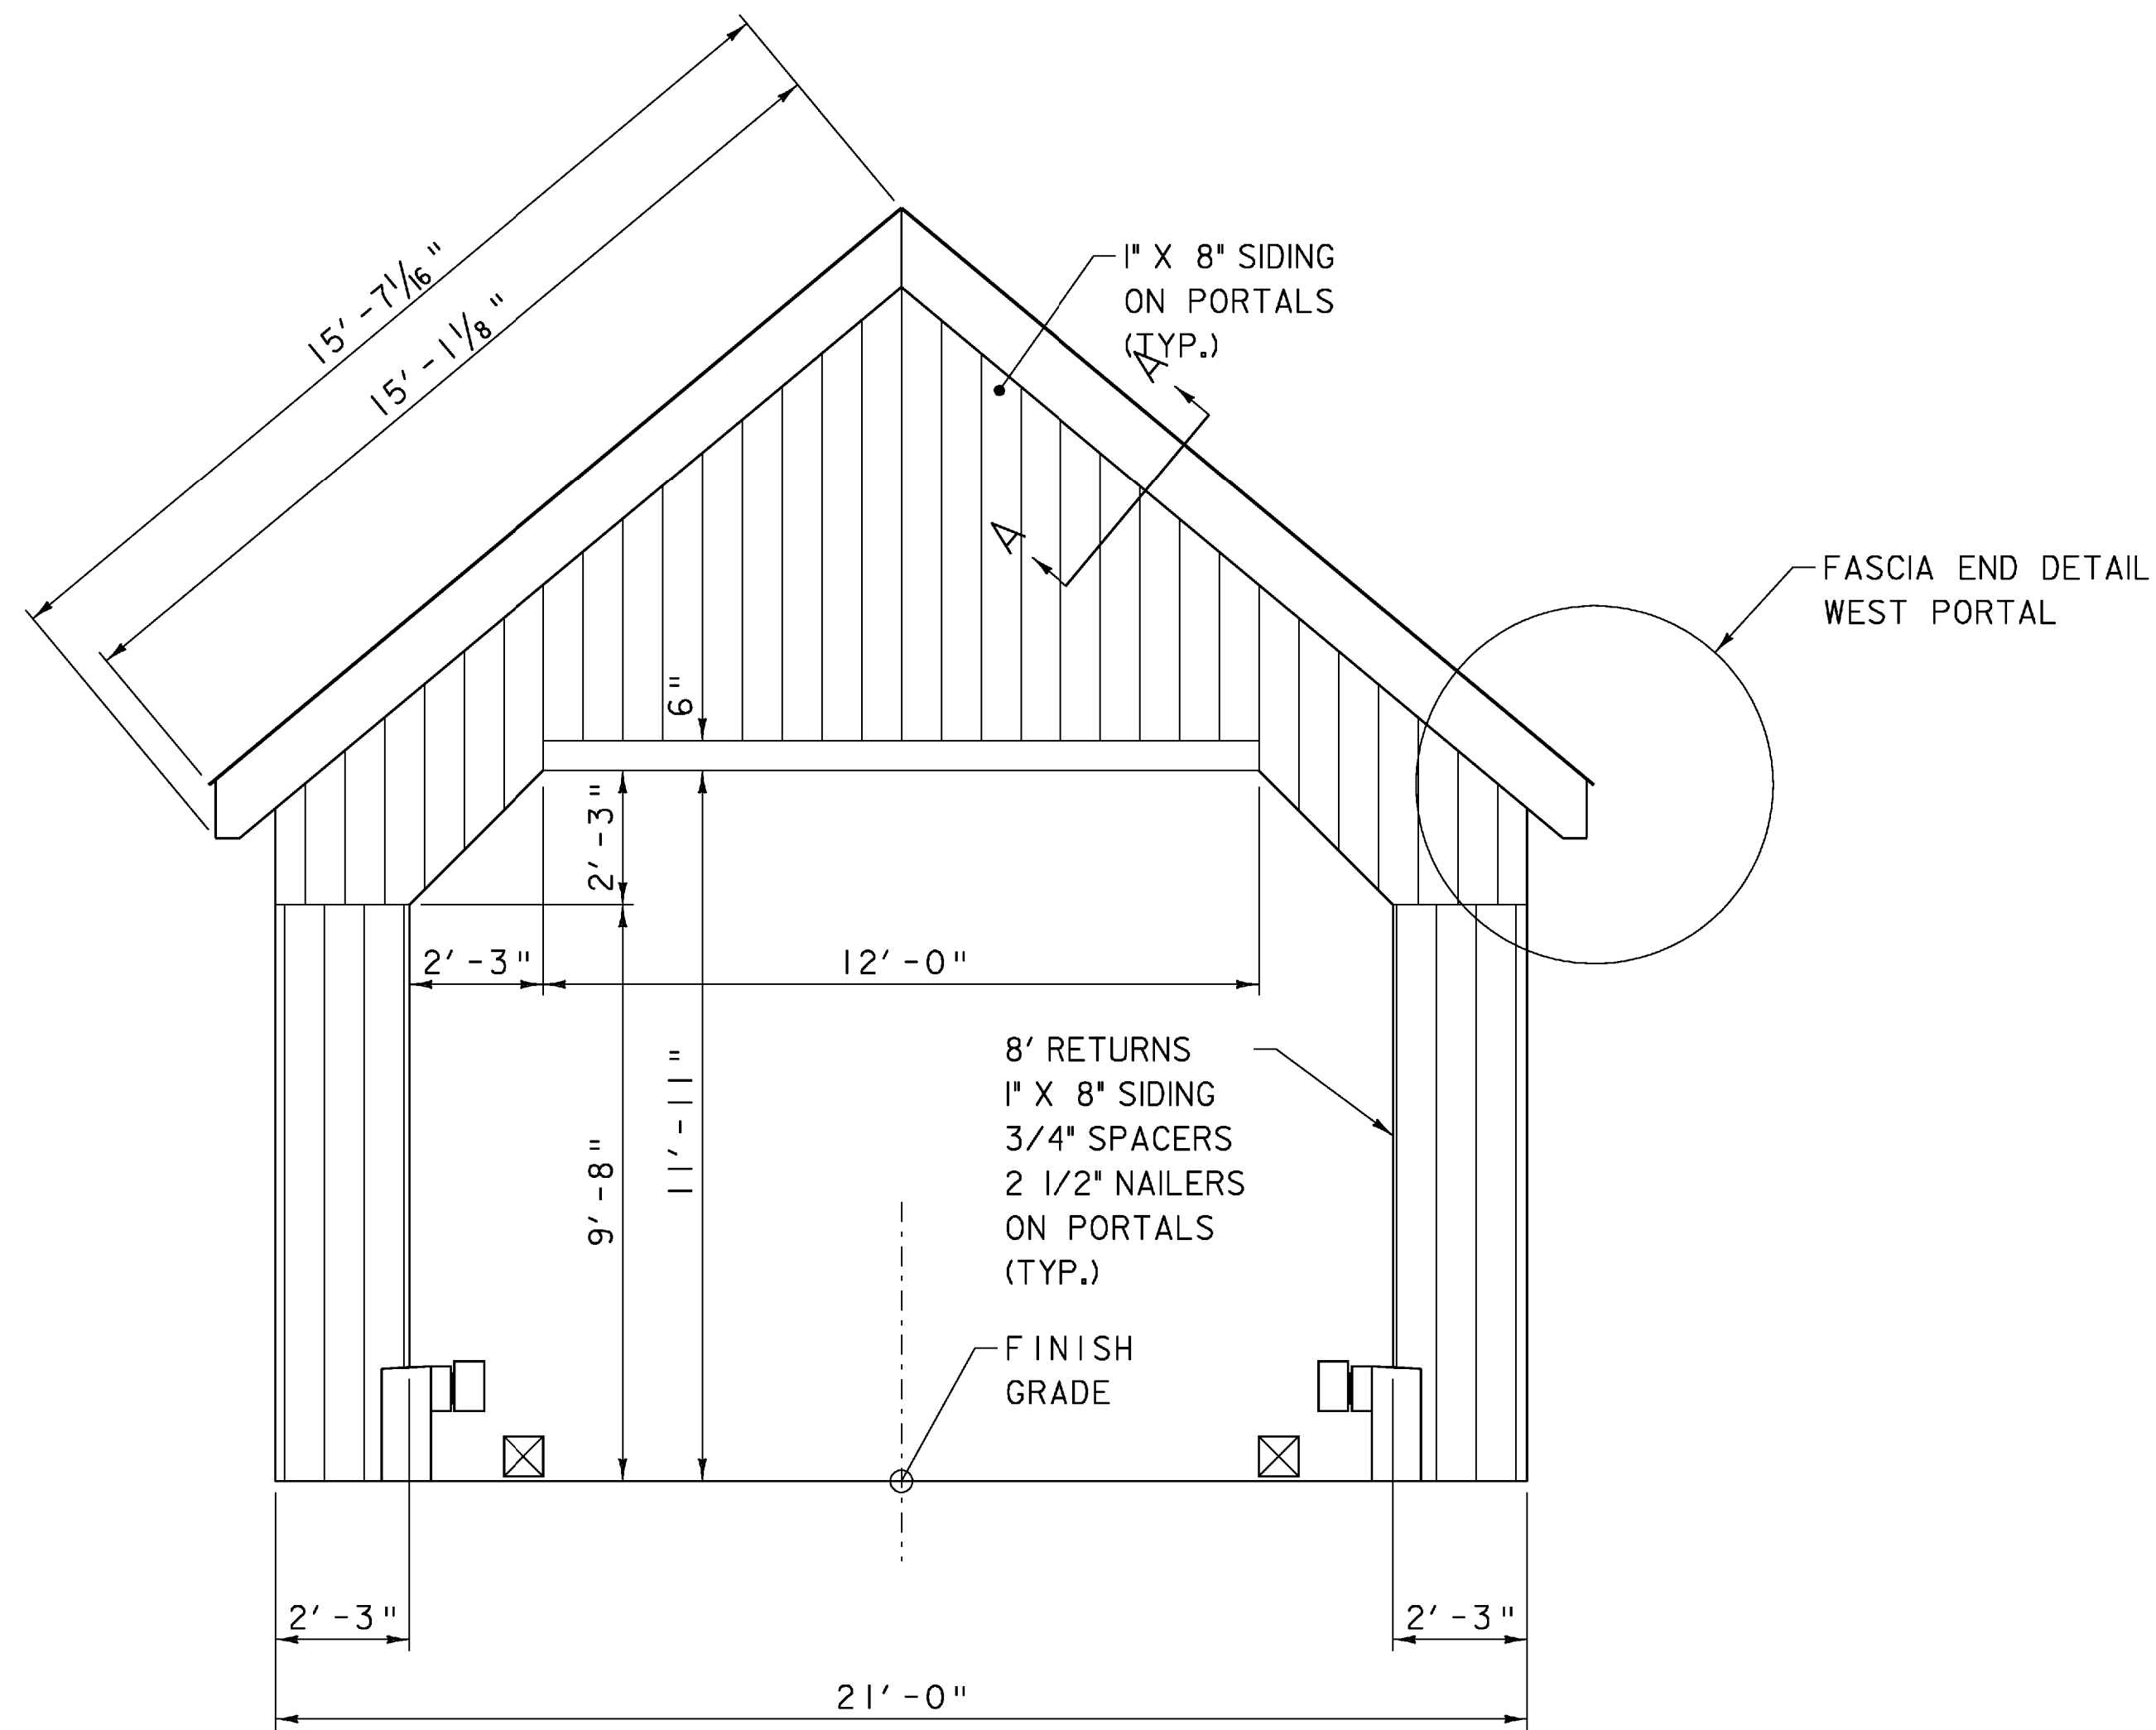 15'-7 1/16"
15'-1 1/8"
1" X 8" SIDING
ON PORTALS
(TYP.)
A
A
FASCIA END DETAIL
WEST PORTAL
6"
2'-3"
2'-3"
12'-0"
8' RETURNS
1" X 8" SIDING
3/4" SPACERS
2 1/2" NAILERS
ON PORTALS
(TYP.)
9'-8"
11'-11"
FINISH
GRADE
2'-3"
2'-3"
21'-0"